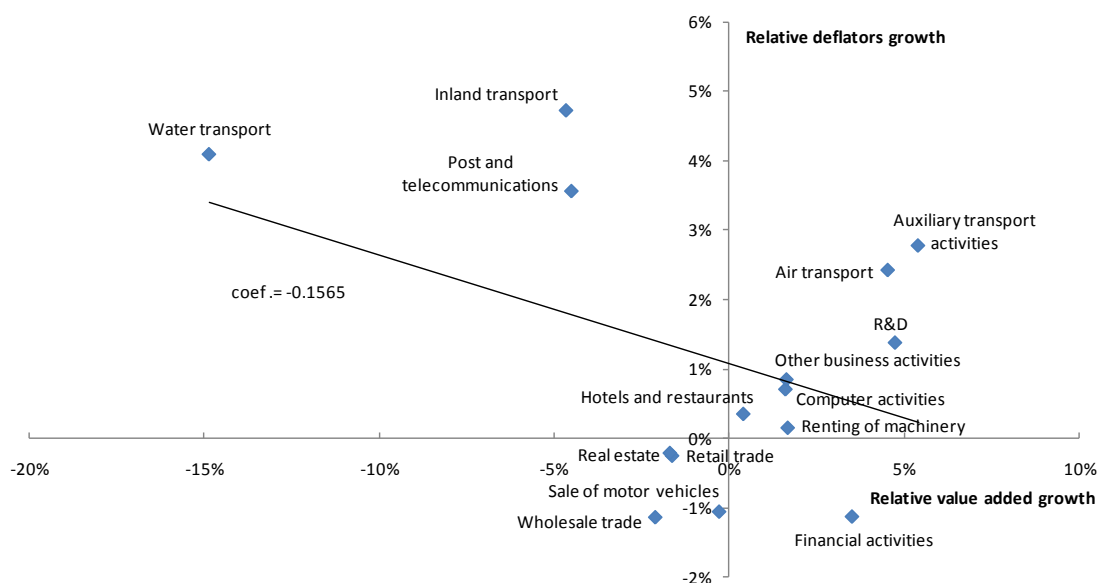 6%
Relative deflators growth
5%
Inland transport
Water transport
4%
Post and
telecommunications
3%
Auxiliary transport
activities
Air transport
coef.= -0.1565
2%
R&D
Other business activities
1%
Hotels and restaurants
Computer activities
Renting of machinery
0%
Real estate
Retail trade
-20%
-15%
-10%
-5%
0%
5%
10%
Sale of motor vehicles
Relative value added growth
-1%
Wholesale trade
Financial activities
-2%